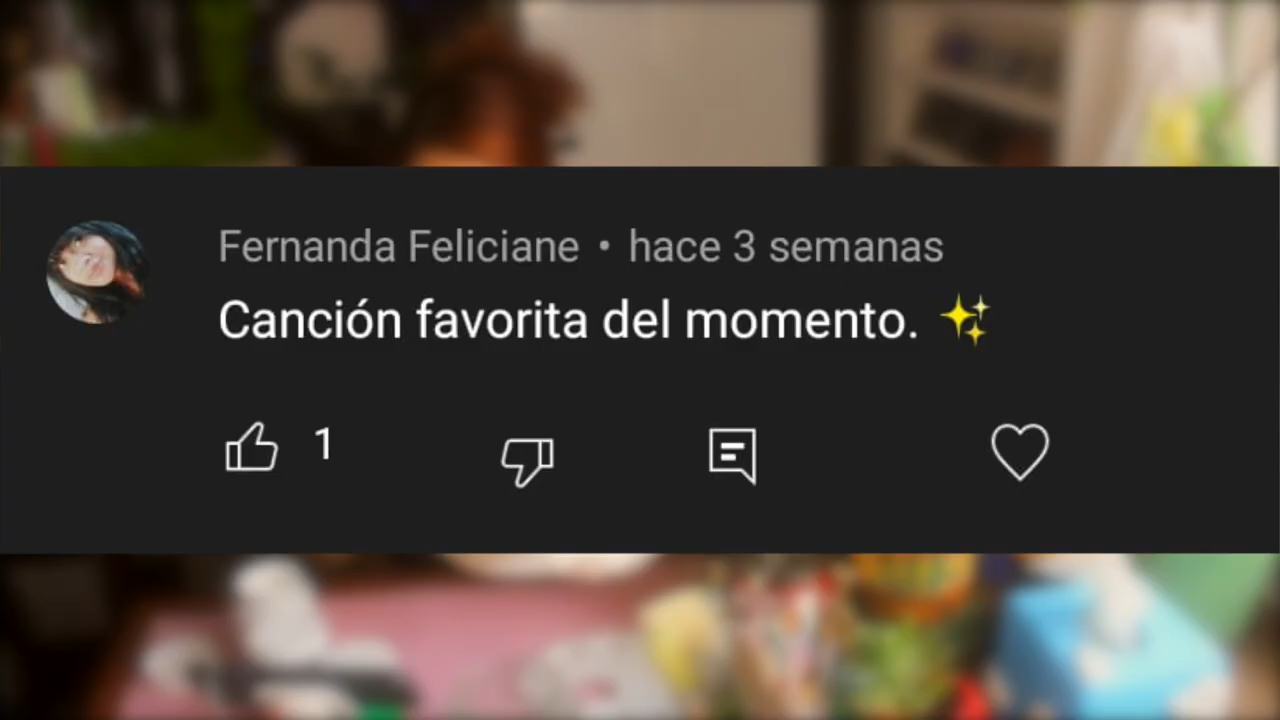 Fernanda Feliciane • hace 3 semanas
Canción favorita del momento. ✨
1